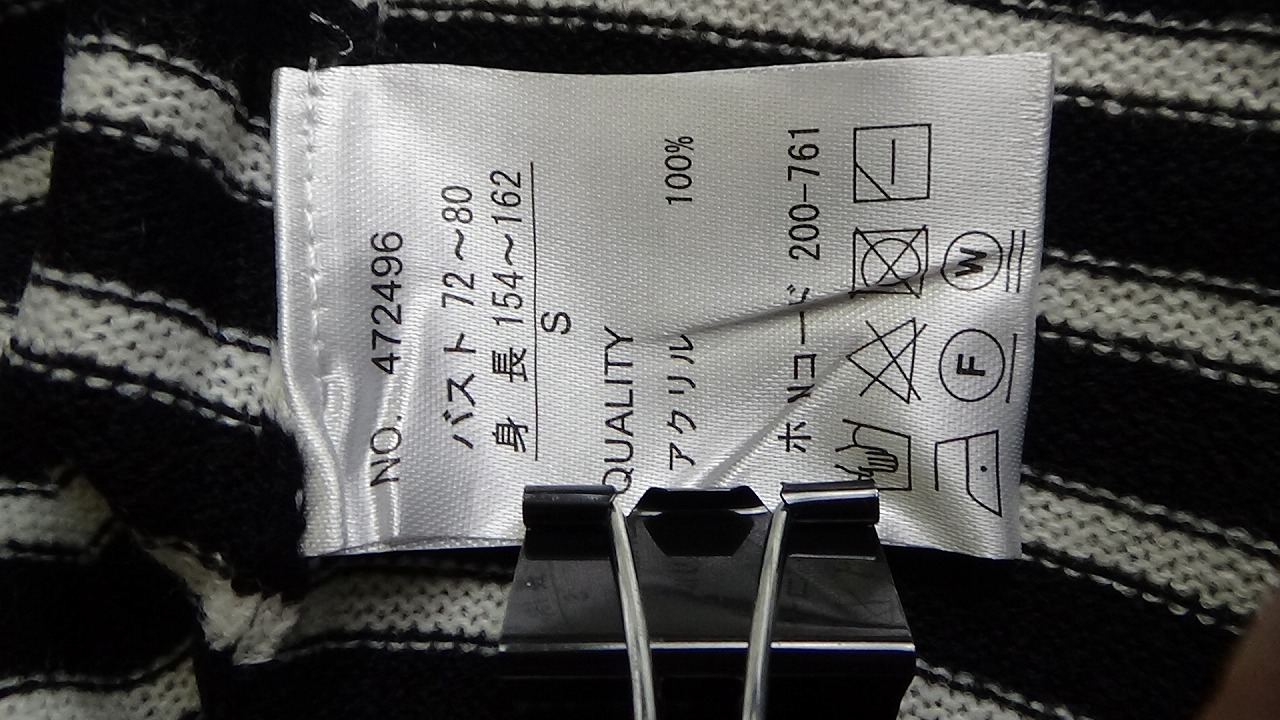 NO. 472496
バスト 72～80
身 長 154～162
S
QUALITY
アクリル 100%
ホンコード 200-761
F W